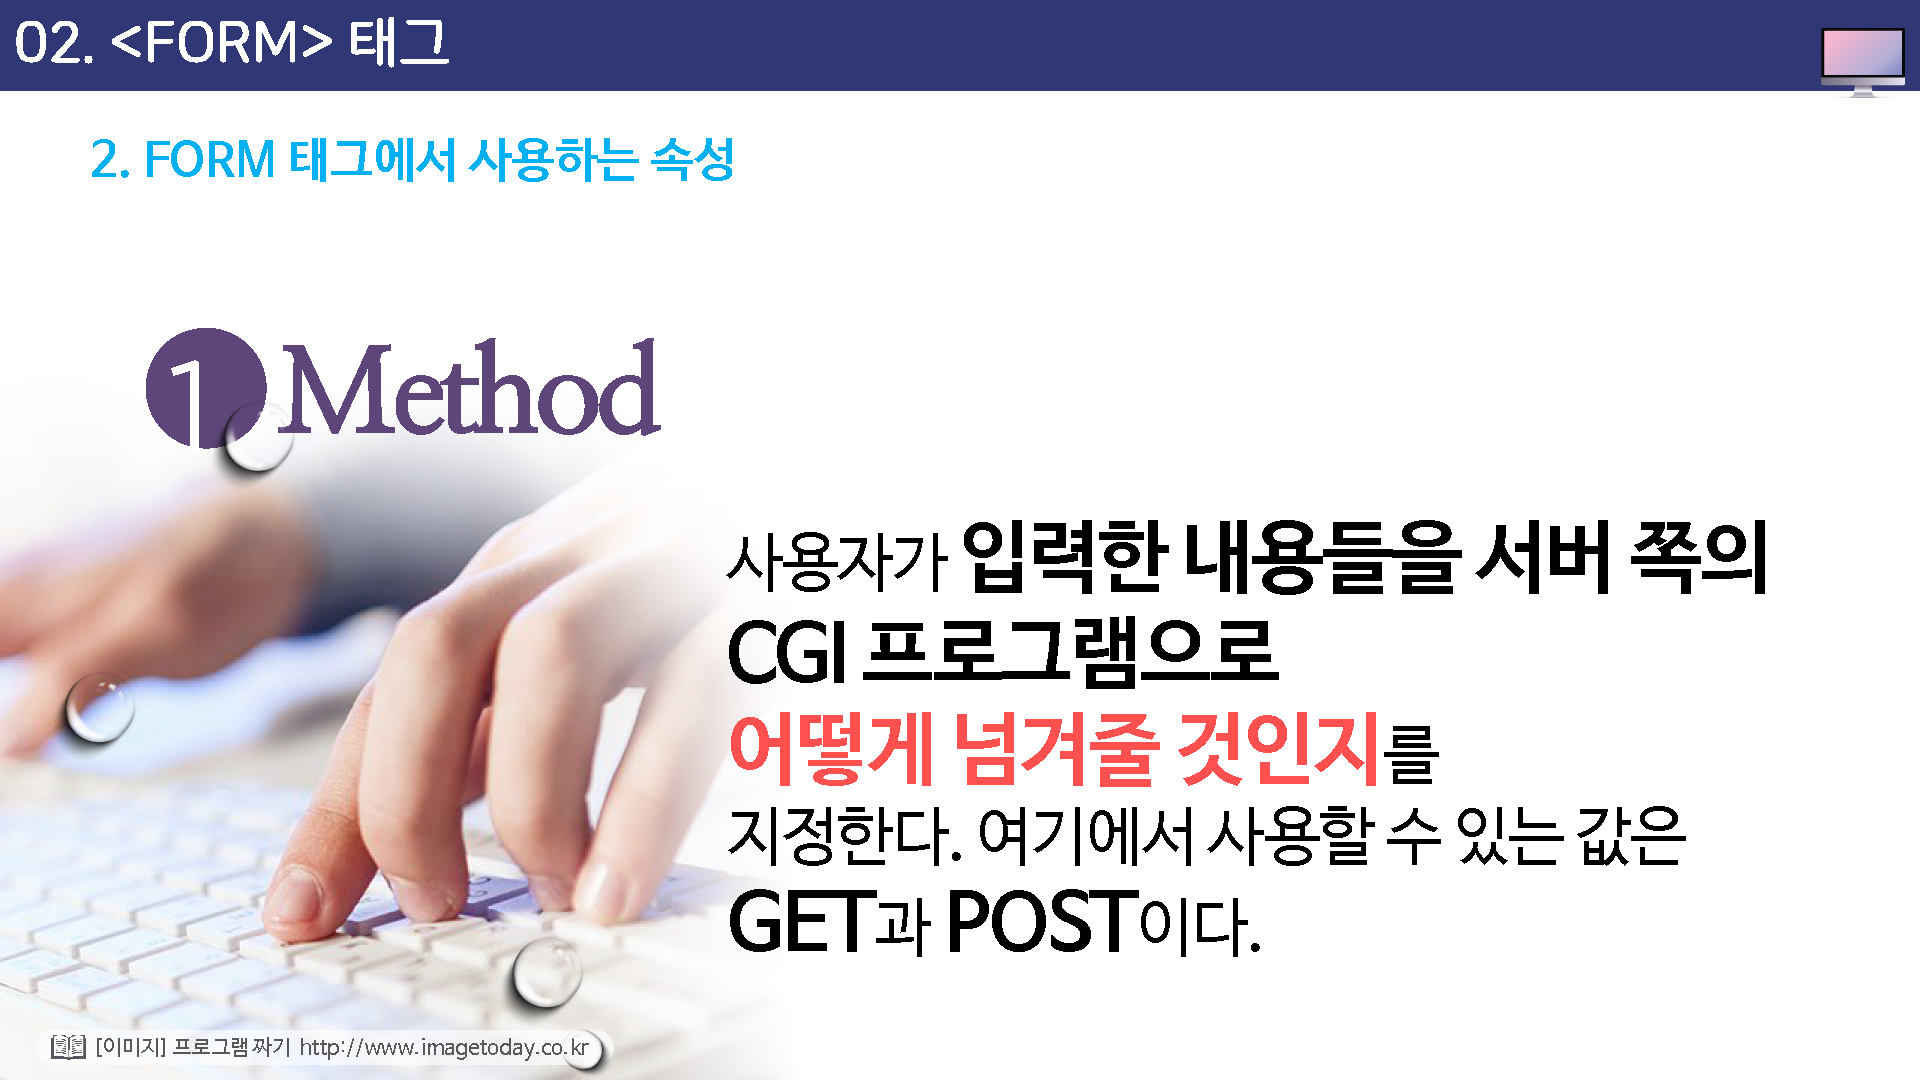 02. <FORM> 태그
2. FORM 태그에서 사용하는 속성
1 Method
사용자가 입력한 내용들을 서버 쪽의
CGI 프로그램으로
어떻게 넘겨줄 것인지를
지정한다. 여기에서 사용할 수 있는 값은
GET과 POST이다.
[이미지] 프로그램 짜기 http://www.imagetoday.co.kr